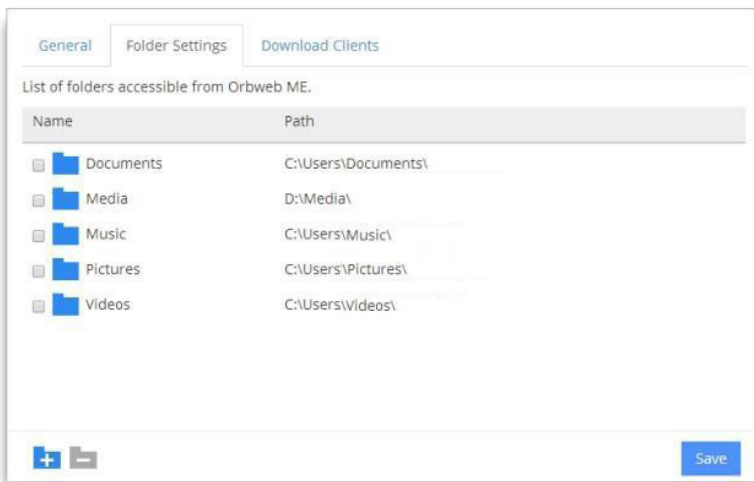 General Folder Settings Download Clients
List of folders accessible from Orbweb ME.
Name Path
Documents C:\Users\Documents\
Media D:\Media\
Music C:\Users\Music\
Pictures C:\Users\Pictures\
Videos C:\Users\Videos\
Save